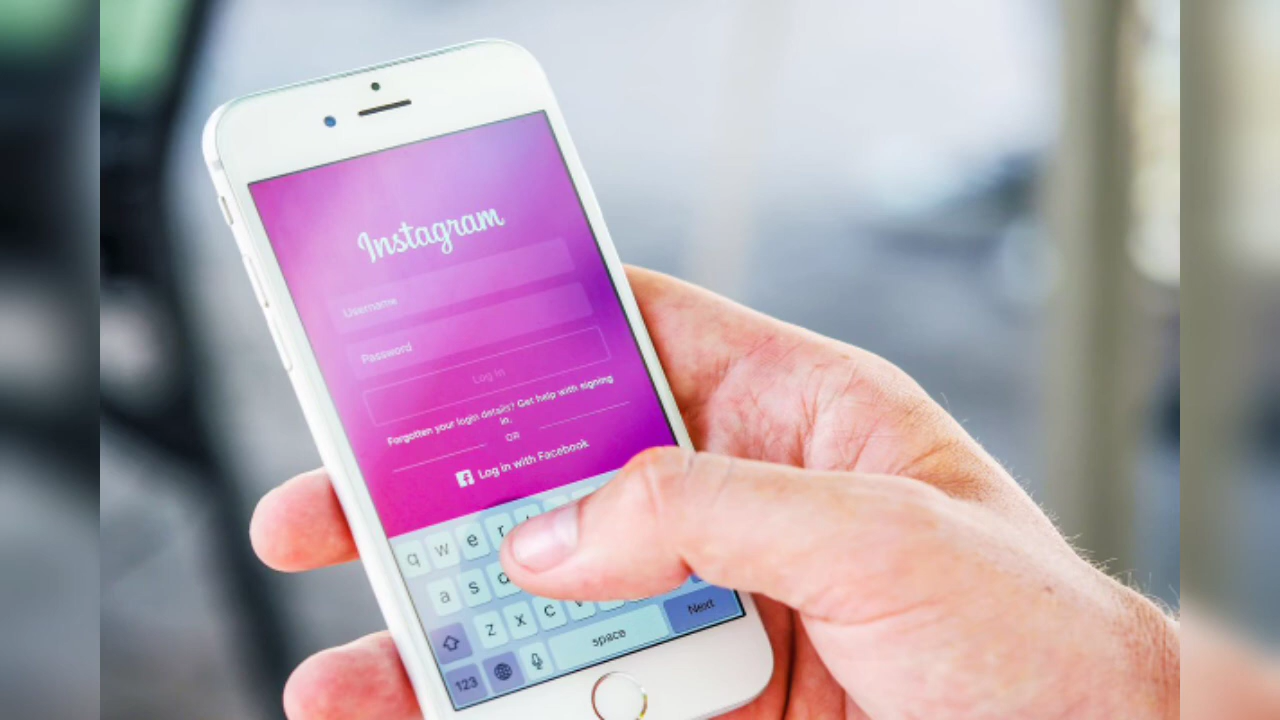 Instagram
Username
Password
Log in
Forgotten your login details? Get help with signing
in.
OR
Log in with Facebook
q w e r
a s
z x c
123 space Next